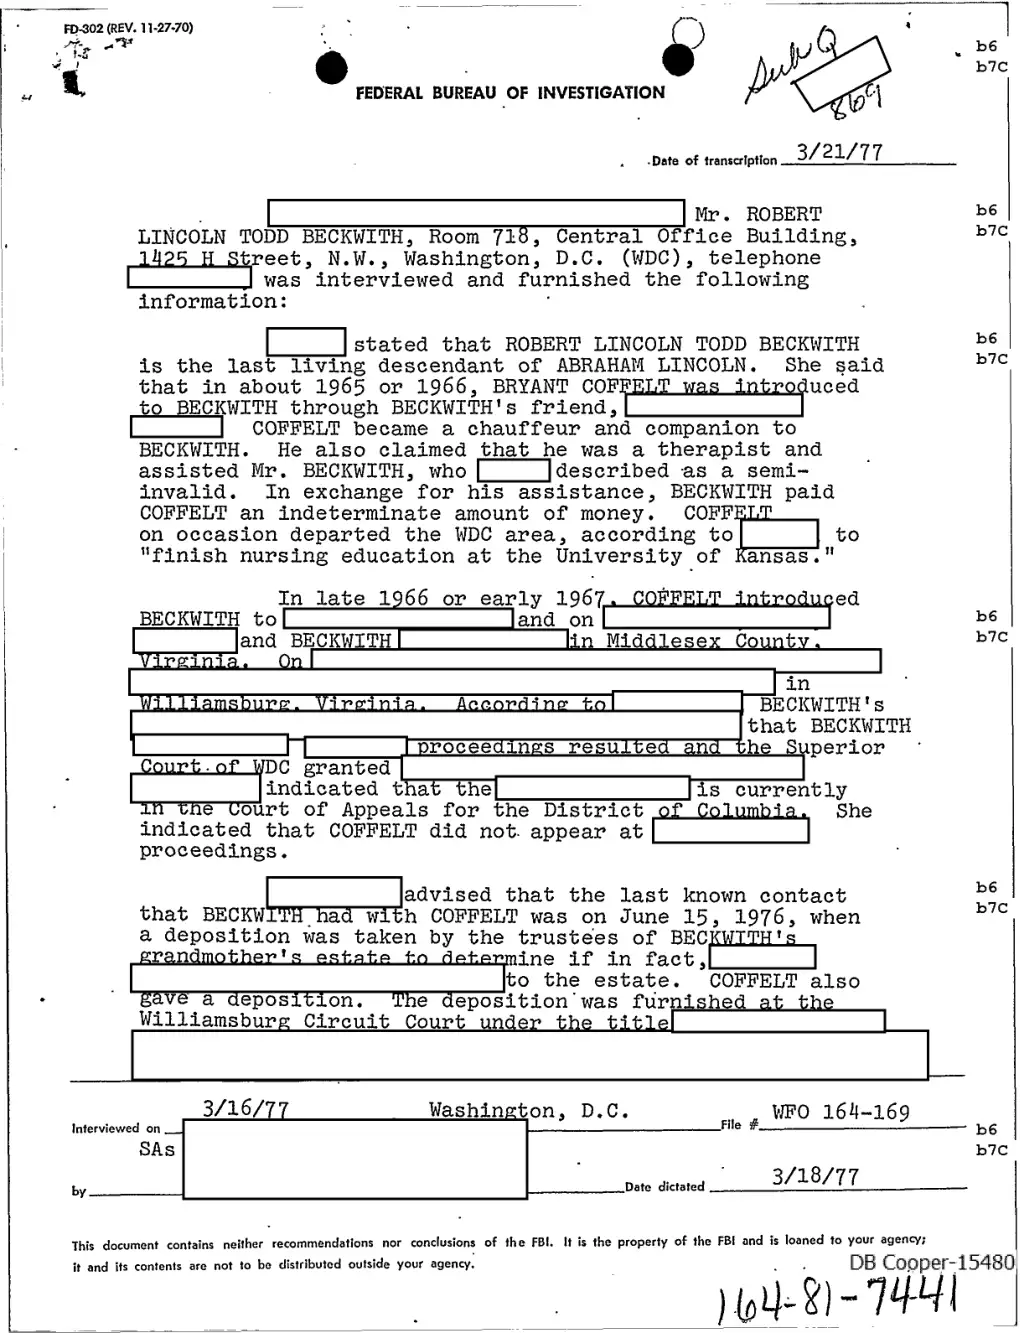 FD-302 (REV. 11-27-70)
Sub Q
869
b6
b7C
FEDERAL BUREAU OF INVESTIGATION
Date of transcription 3/21/77
Mr. ROBERT
LINCOLN TODD BECKWITH, Room 718, Central Office Building,
1425 H Street, N.W., Washington, D.C. (WDC), telephone
was interviewed and furnished the following
information:
b6
b7C
stated that ROBERT LINCOLN TODD BECKWITH
is the last living descendant of ABRAHAM LINCOLN. She said
that in about 1965 or 1966, BRYANT COFFELT was introduced
to BECKWITH through BECKWITH's friend,
COFFELT became a chauffeur and companion to
BECKWITH. He also claimed that he was a therapist and
assisted Mr. BECKWITH, who described as a semi-
invalid. In exchange for his assistance, BECKWITH paid
COFFELT an indeterminate amount of money. COFFELT
on occasion departed the WDC area, according to to
"finish nursing education at the University of Kansas."
b6
b7C
In late 1966 or early 1967, COFFELT introduced
BECKWITH to and on
and BECKWITH in Middlesex County,
Virginia. On
in
Williamsburg, Virginia. According to BECKWITH's
that BECKWITH
proceedings resulted and the Superior
Court of WDC granted
indicated that the is currently
in the Court of Appeals for the District of Columbia. She
indicated that COFFELT did not appear at
proceedings.
b6
b7C
advised that the last known contact
that BECKWITH had with COFFELT was on June 15, 1976, when
a deposition was taken by the trustees of BECKWITH's
grandmother's estate to determine if in fact,
to the estate. COFFELT also
gave a deposition. The deposition was furnished at the
Williamsburg Circuit Court under the title
b6
b7C
Interviewed on 3/16/77 Washington, D.C. File # WFO 164-169
SAs
by Date dictated 3/18/77
b6
b7C
This document contains neither recommendations nor conclusions of the FBI. It is the property of the FBI and is loaned to your agency;
it and its contents are not to be distributed outside your agency.
DB Cooper-15480
164-81-7441